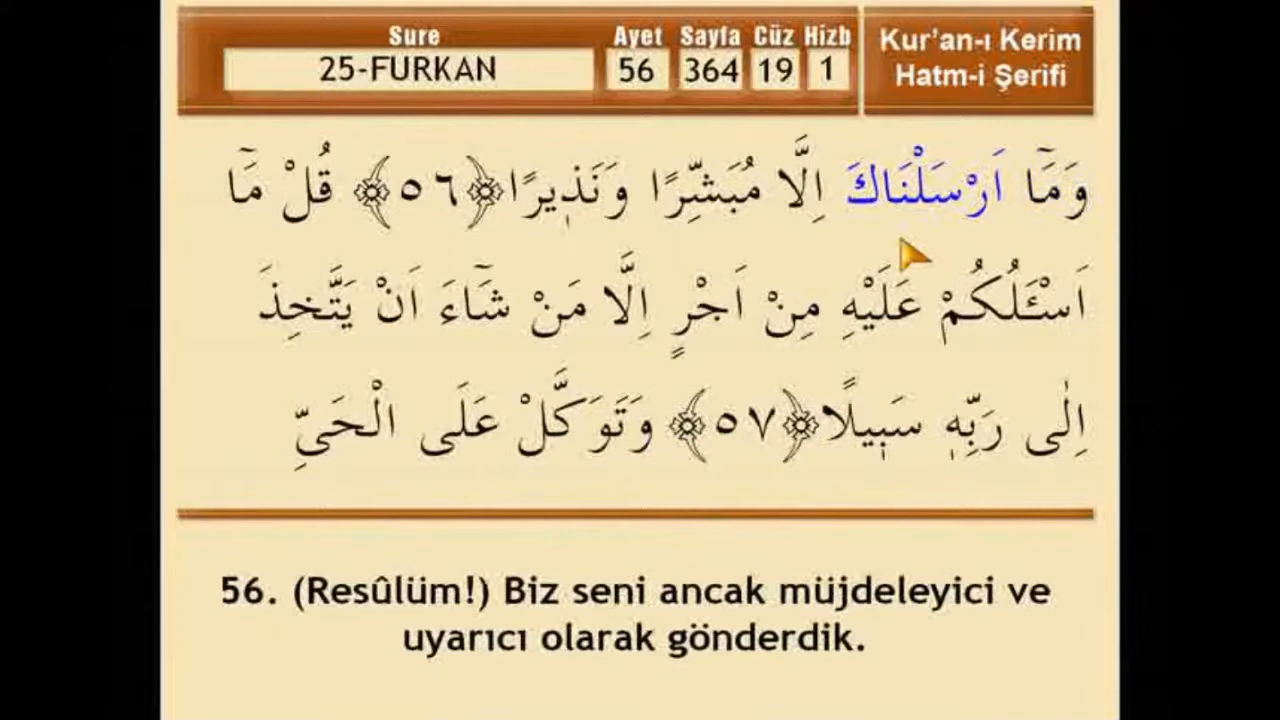 Sure Ayet Sayfa Cüz Hizb
25-FURKAN 56 364 19 1
Kur’an-ı Kerim
Hatm-i Şerifi
وَمَٓا اَرْسَلْنَاكَ اِلَّا مُبَشِّرًا وَنَذ۪يرًا ﴿٥٦﴾ قُلْ مَٓا
اَسْـَٔلُكُمْ عَلَيْهِ مِنْ اَجْرٍ اِلَّا مَنْ شَٓاءَ اَنْ يَتَّخِذَ
اِلٰى رَبِّه۪ سَب۪يلًا ﴿٥٧﴾ وَتَوَكَّلْ عَلَى الْحَىِّ
56. (Resûlüm!) Biz seni ancak müjdeleyici ve
uyarıcı olarak gönderdik.